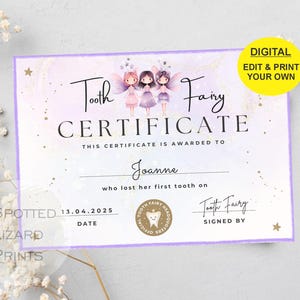 DIGITAL
EDIT & PRINT
YOUR OWN
Tooth Fairy
CERTIFICATE
THIS CERTIFICATE IS AWARDED TO
Joanne
who lost her first tooth on
13.04.2025
DATE
Tooth Fairy
SIGNED BY
SPOTTED
LIZARD
PRINTS